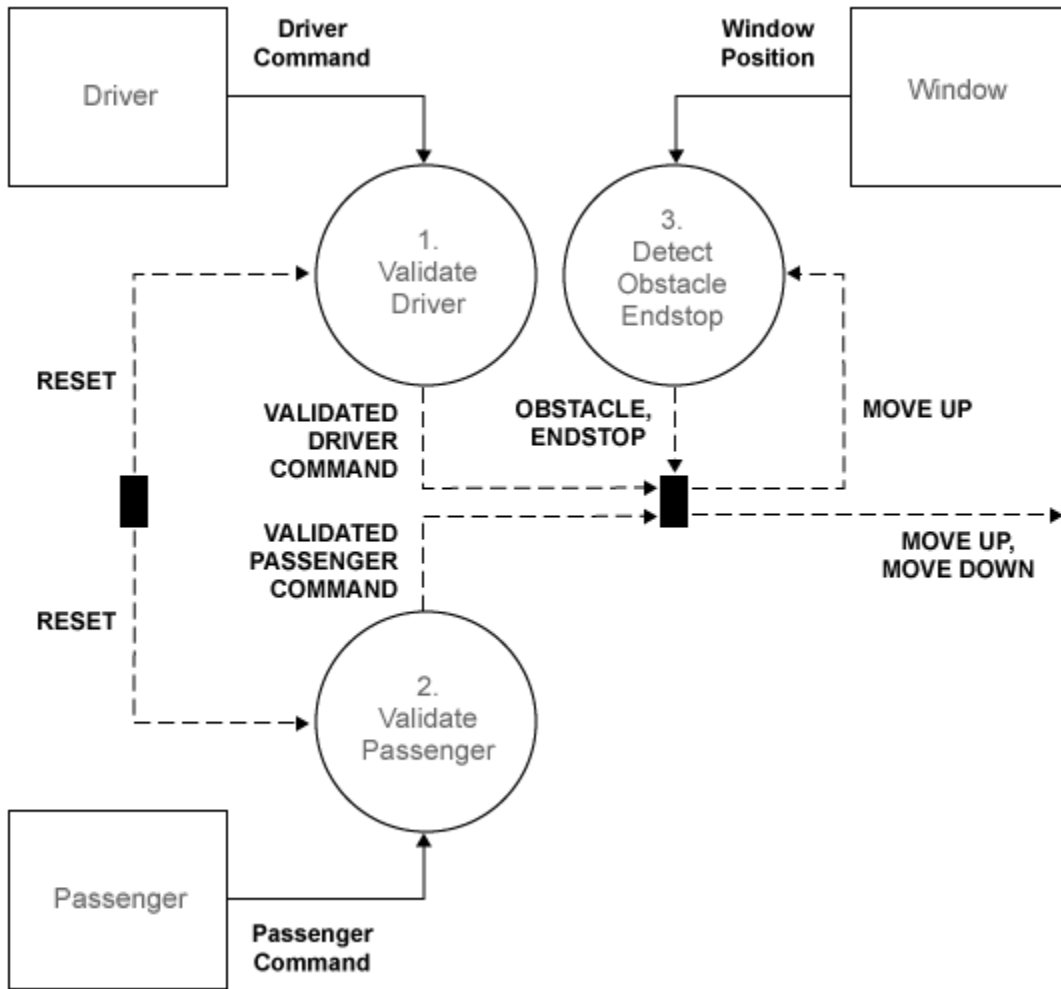 Driver
Driver
Command
Window
Position
Window
1.
Validate
Driver
3.
Detect
Obstacle
Endstop
RESET
VALIDATED
DRIVER
COMMAND
OBSTACLE,
ENDSTOP
MOVE UP
VALIDATED
PASSENGER
COMMAND
MOVE UP,
MOVE DOWN
RESET
2.
Validate
Passenger
Passenger
Passenger
Command